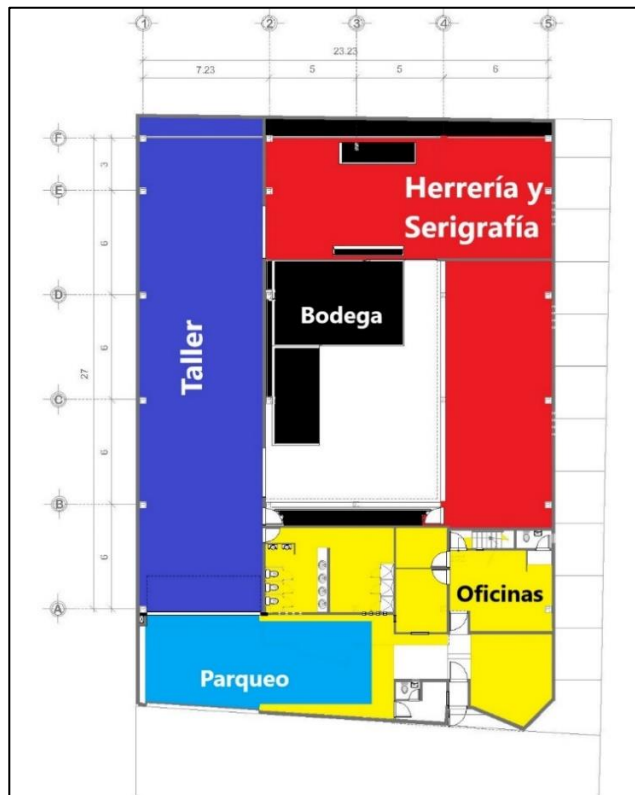 1 2 3 4 5
23.23
7.23 5 5 6
F
3
E
Herrería y
Serigrafía
6
D
Bodega
Taller
6
27
C
6
B
6
Oficinas
A
Parqueo